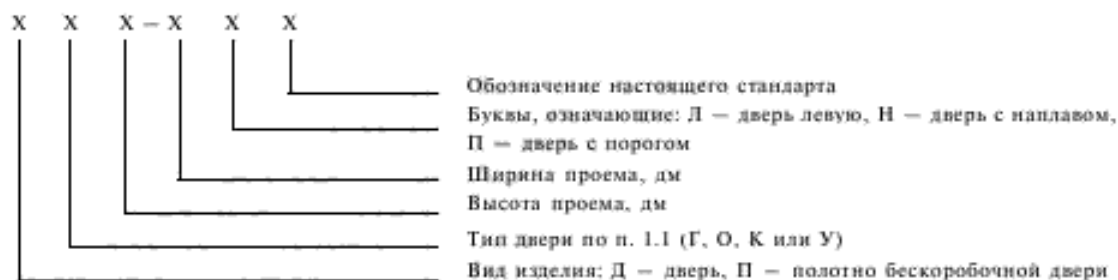 X X X – X X X
Обозначение настоящего стандарта
Буквы, означающие: Л — дверь левую, Н — дверь с наплавом,
П — дверь с порогом
Ширина проема, дм
Высота проема, дм
Тип двери по п. 1.1 (Г, О, К или У)
Вид изделия: Д — дверь, П — полотно бескоробочной двери